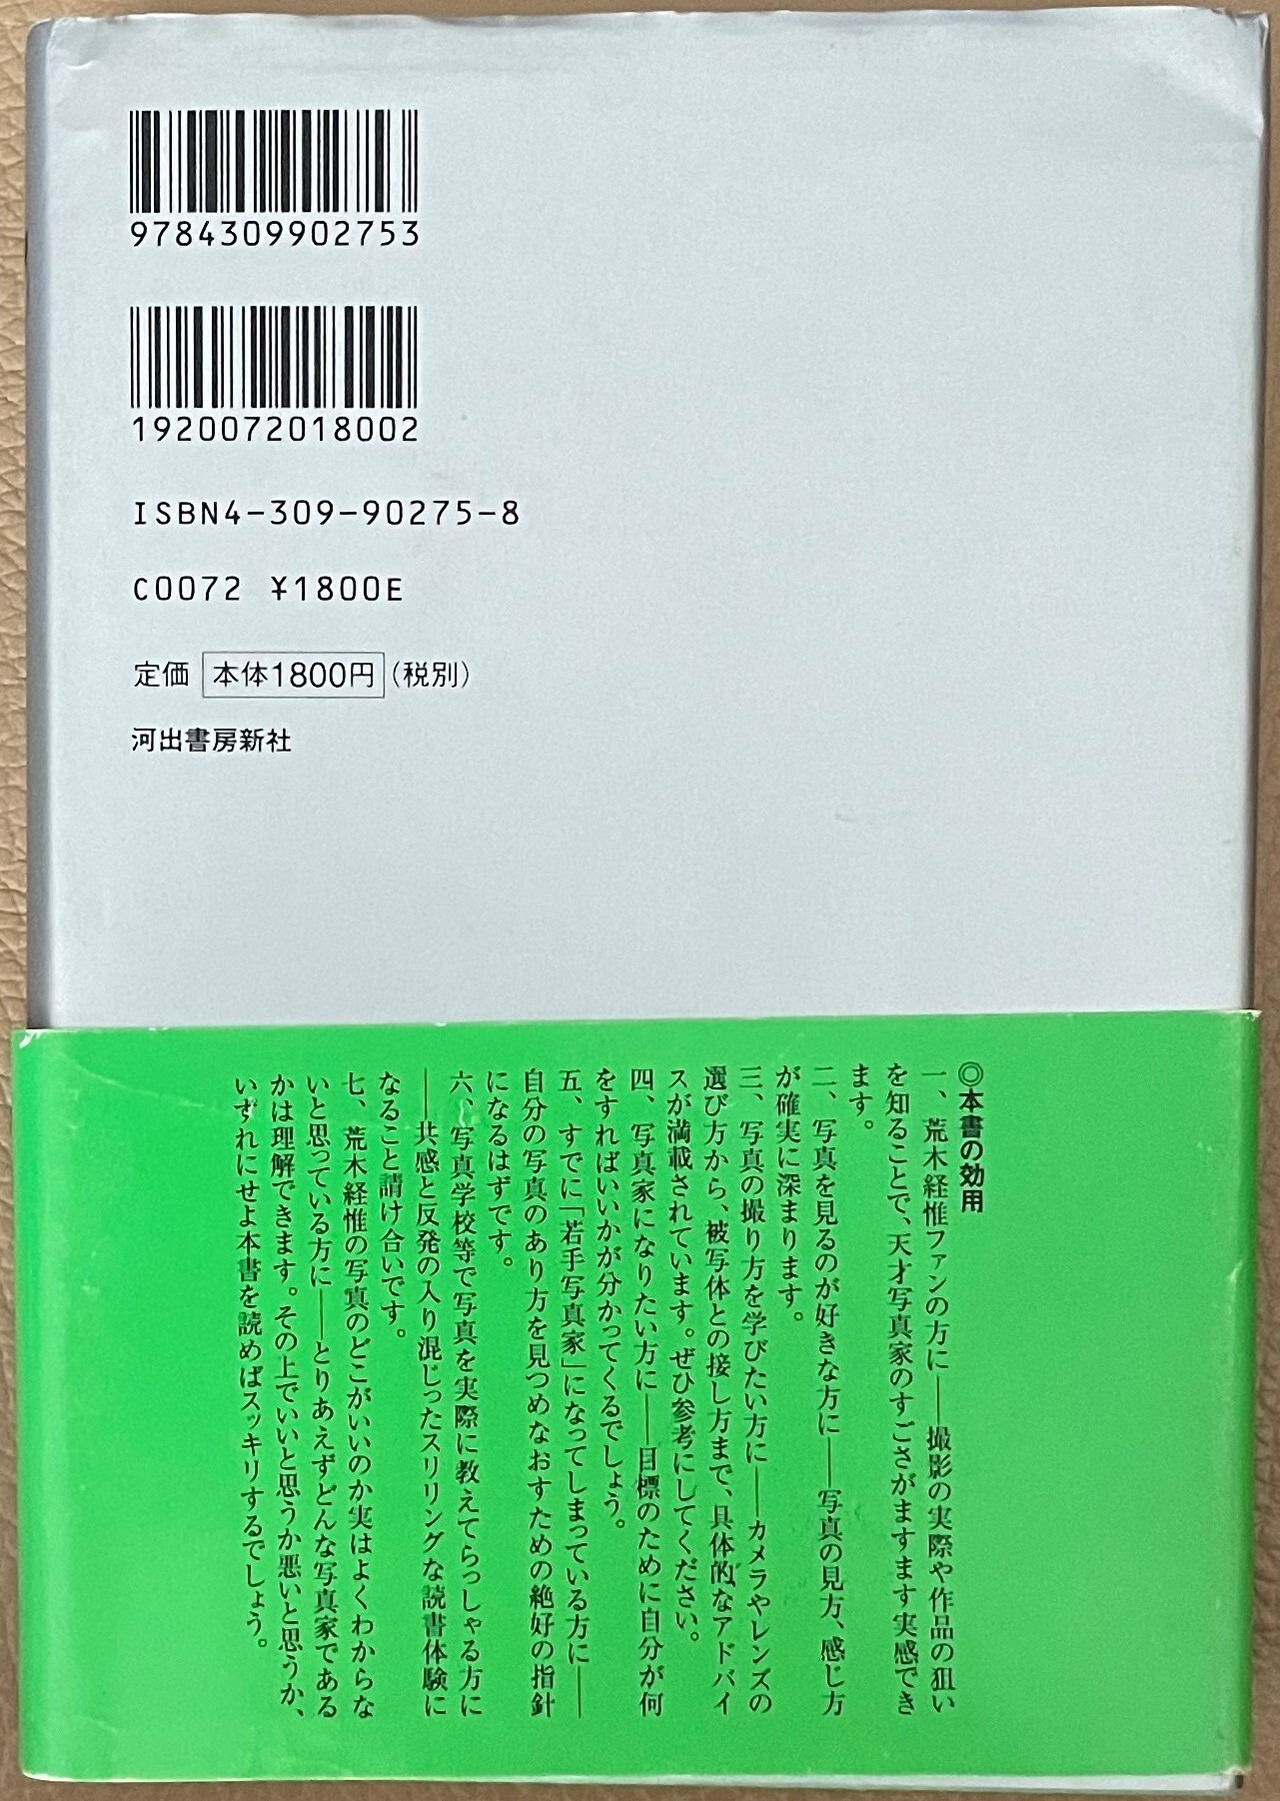 9784309902753
1920072018002
ISBN4-309-90275-8
C0072 ¥1800E
定価 本体1800円(税別)
河出書房新社
◎本書の効用
一、荒木経惟ファンの方に——撮影の実際や作品の狙い
を知ることで、天才写真家のすごさがますます実感でき
ます。
二、写真を見るのが好きな方に——写真の見方、感じ方
が確実に深まります。
三、写真の撮り方を学びたい方に——カメラやレンズの
選び方から、被写体との接し方まで、具体的なアドバイ
スが満載されています。ぜひ参考にしてください。
四、写真家になりたい方に——目標のために自分が何
をすればいいかが分かってくるでしょう。
五、すでに「若手写真家」になってしまっている方に——
自分の写真のあり方を見つめなおすための絶好の指針
になるはずです。
六、写真学校等で写真を実際に教えてらっしゃる方に
——共感と反発の入り混じったスリリングな読書体験に
なること請け合いです。
七、荒木経惟の写真のどこがいいのか実はよくわからな
いと思っている方に——とりあえずどんな写真家である
かは理解できます。その上でいいと思うか悪いと思うか、
いずれにせよ本書を読めばスッキリするでしょう。